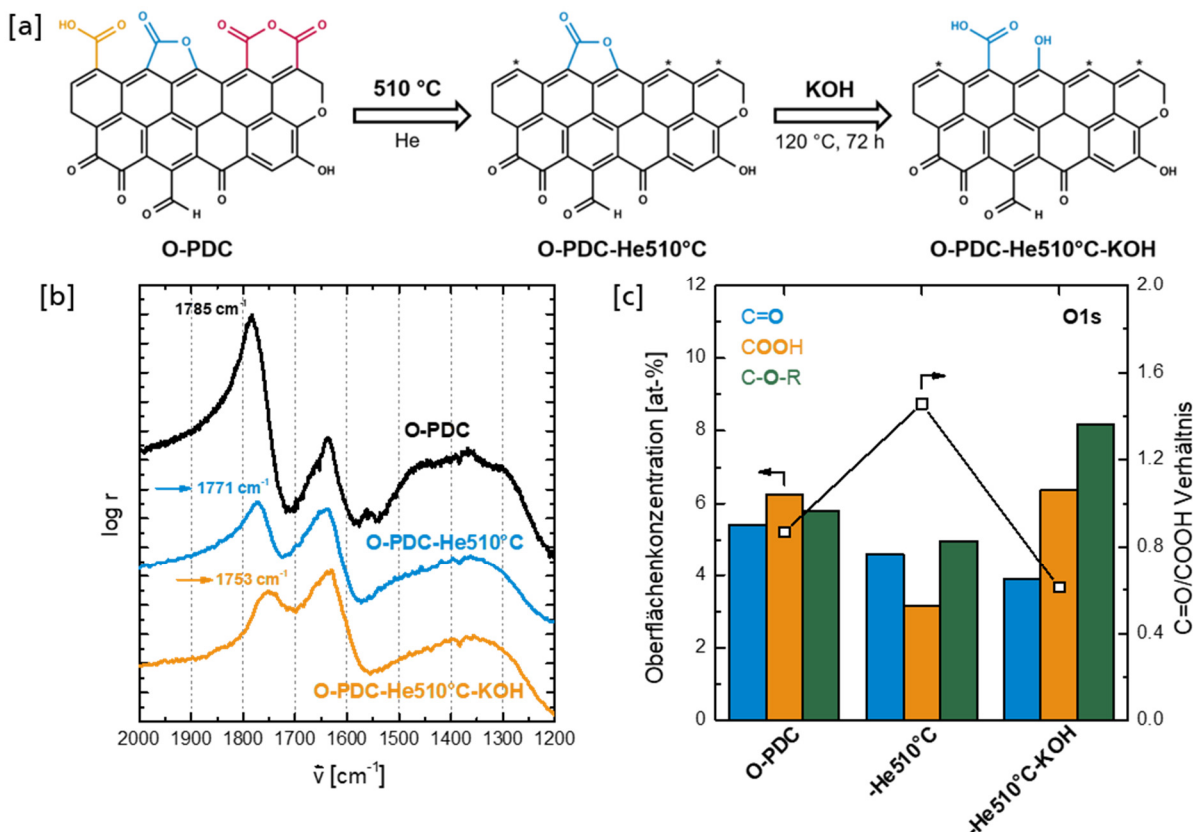 [a]
HO O O O O O O
O O O O OH
O H
510 °C
He
O O
O O O O OH
O H
KOH
120 °C, 72 h
HO O OH
* * *
O O O O OH
O H
O-PDC
O-PDC-He510°C
O-PDC-He510°C-KOH
[b]
1785 cm⁻¹
O-PDC
1771 cm⁻¹
O-PDC-He510°C
1753 cm⁻¹
O-PDC-He510°C-KOH
log r
2000 1900 1800 1700 1600 1500 1400 1300 1200
ṽ [cm⁻¹]
[c]
C=O
COOH
C-O-R
O1s
Oberflächenkonzentration [at-%]
12
10
8
6
4
2
0
C=O/COOH Verhältnis
2.0
1.6
1.2
0.8
0.4
0.0
O-PDC
-He510°C
-He510°C-KOH